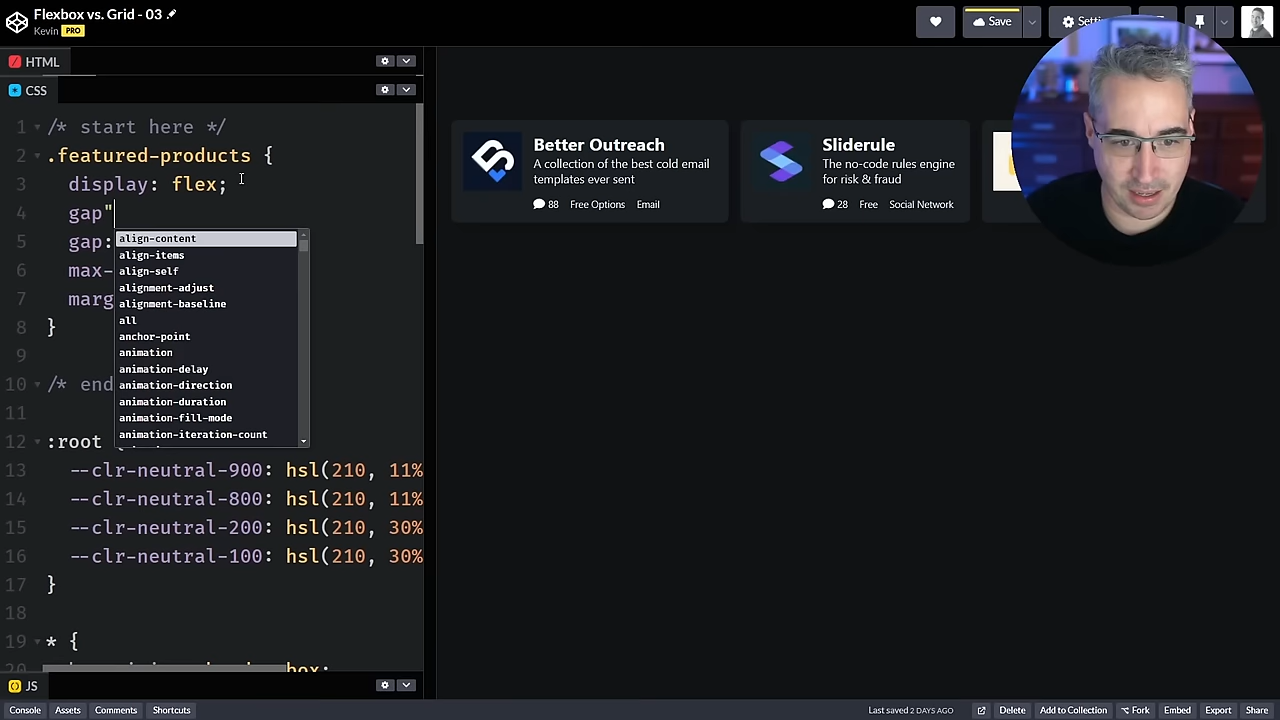 Flexbox vs. Grid - 03
Kevin PRO
Save
HTML
CSS
1 /* start here */
2 .featured-products {
3 display: flex;
4 gap"
5 gap:
6 max-
7 marg
8 }
9
10 /* end
11
12 :root {
13 --clr-neutral-900: hsl(210, 11%
14 --clr-neutral-800: hsl(210, 11%
15 --clr-neutral-200: hsl(210, 30%
16 --clr-neutral-100: hsl(210, 30%
17 }
18
19 * {
align-content
align-items
align-self
alignment-adjust
alignment-baseline
all
anchor-point
animation
animation-delay
animation-direction
animation-duration
animation-fill-mode
animation-iteration-count
JS
Better Outreach
A collection of the best cold email
templates ever sent
88 Free Options Email
Sliderule
The no-code rules engine
for risk & fraud
28 Free Social Network
Console Assets Comments Shortcuts
Last saved 2 DAYS AGO Delete Add to Collection Fork Embed Export Share